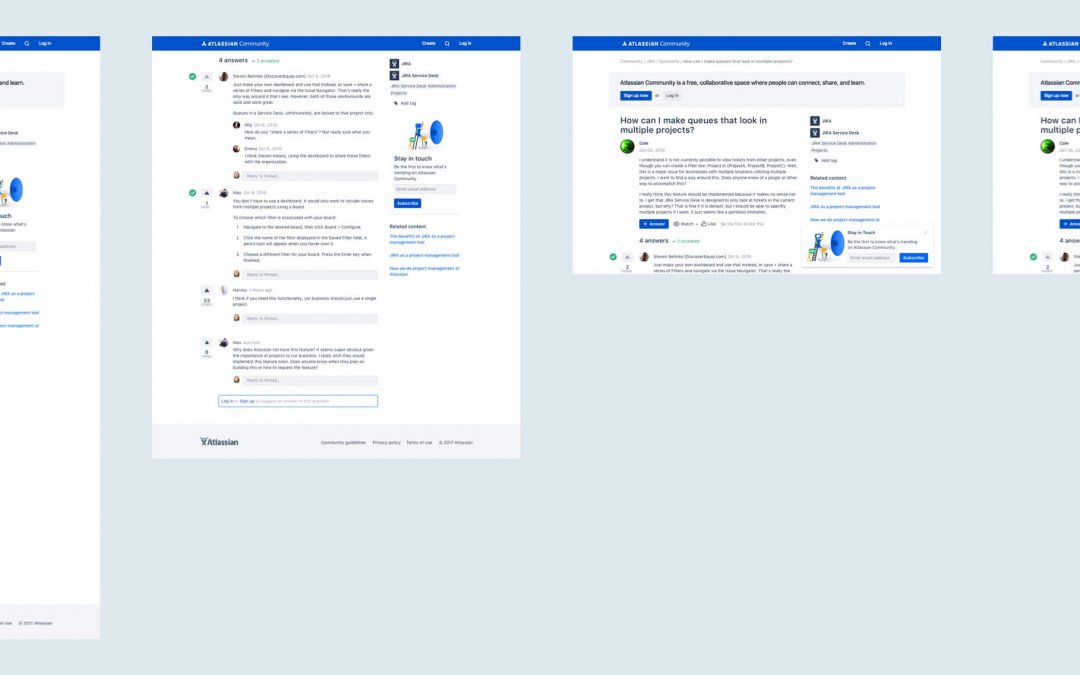 Create
Log in
and learn.
vice Desk
k Administration
touch
st to know what's
ding on
tlassian
address
ent
JIRA as a project
tool
project management tool
project management at
of use © 2017 Atlassian
ATLASSIAN Community
Create
Log in
4 answers ✓ 2 accepted
2
VOTES
Steven Behnke [DiscoverEquip.com] Oct 6, 2016
Just make your own dashboard and use that instead, or save + share a
series of Filters and navigate via the Issue Navigator. That's really the
only way around it that I see. However, both of those workarounds are
solid and work great.
Queues in a Service Desk, unfortunately, are locked to that project only.
Mia Oct 6, 2016
How do you "share a series of Filters"? Not really sure what you
mean.
Emma Oct 6, 2016
I think Steven means, using the dashboard to share those filters
with the organization.
Reply to thread...
1
VOTES
Max Oct 6, 2016
You don't have to use a dashboard. It would also work to include issues
from multiple projects using a board.
To choose which filter is associated with your board:
1. Navigate to the desired board, then click Board > Configure.
2. Click the name of the filter displayed in the Saved Filter field. A
pencil icon will appear when you hover over it.
3. Choose a different filter for your board. Press the Enter key when
finished.
Reply to thread...
33
VOTES
Harvey 3 hours ago
I think if you need this functionality, yor business should just use a single
project.
Reply to thread...
0
VOTES
Max Just now
Why does Atlassian not have this feature? It seems super obvious given
the importance of projects to our business. I really wish they would
implement this feature soon. Does anyone know when they plan on
building this or how to request the feature?
Reply to thread...
Log in or Sign up to suggest an answer to this question
JIRA
JIRA Service Desk
JIRA Service Desk Administration
Projects
Add tag
Stay in touch
Be the first to know what's
trending on Atlassian
Community
Enter email address
Subscribe
Related content
The benefits of JIRA as a project
management tool
JIRA as a project management tool
How we do project management at
Atlassian
Atlassian
Community guidelines Privacy policy Terms of use © 2017 Atlassian
ATLASSIAN Community
Create
Log in
Community / JIRA / Questions / How can I make queues that look in multiple projects?
Atlassian Community is a free, collaborative space where people can connect, share, and learn.
Sign up now or Log in
How can I make queues that look in
multiple projects?
Cole
Oct 06, 2016
I understand it is not currently possible to view tickets from other projects, even
though you can create a filter like: Project in (ProjectA, ProjectB, ProjectC). Well,
this is a major issue for businesses with multiple locations utilizing multiple
projects. I want to find a way around this. Does anyone know of a plugin or other
way to accomplish this?
I really think this feature should be implemented because it makes no sense not
to. I get that JIRA Service Desk is designed to only look at tickets in the current
project, but why? That is fine if it is default, but I should be able to specify
multiple projects if I want. It just seems like a pointless limitation.
+ Answer
Watch
Like
Be the first to like this
4 answers ✓ 2 accepted
2
Steven Behnke [DiscoverEquip.com] Oct 6, 2016
Just make your own dashboard and use that instead, or save + share a
series of Filters and navigate via the Issue Navigator. That's really the
JIRA
JIRA Service Desk
JIRA Service Desk Administration
Projects
Add tag
Related content
The benefits of JIRA as a project
management tool
JIRA as a project management tool
How we do project management at
Stay in Touch
Be the first to know what's trending
on Atlassian Community
Enter email address
Subscribe
ATLASSIAN
Community / JIRA /
Atlassian Com
Sign up now or
How can I
multiple p
Cole
Oct 06, 20
I understand
though you c
this is a majo
projects. I w
way to accom
I really think
to. I get that
project, but
multiple proj
+ Answer
4 answe
2
Steven Beh
Just make
series of F